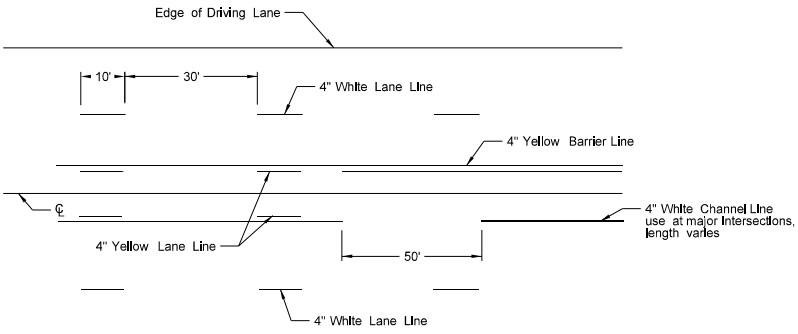 Edge of Driving Lane
10'
30'
4" White Lane Line
4" Yellow Barrier Line
℄
4" White Channel Line
use at major intersections,
length varies
4" Yellow Lane Line
50'
4" White Lane Line